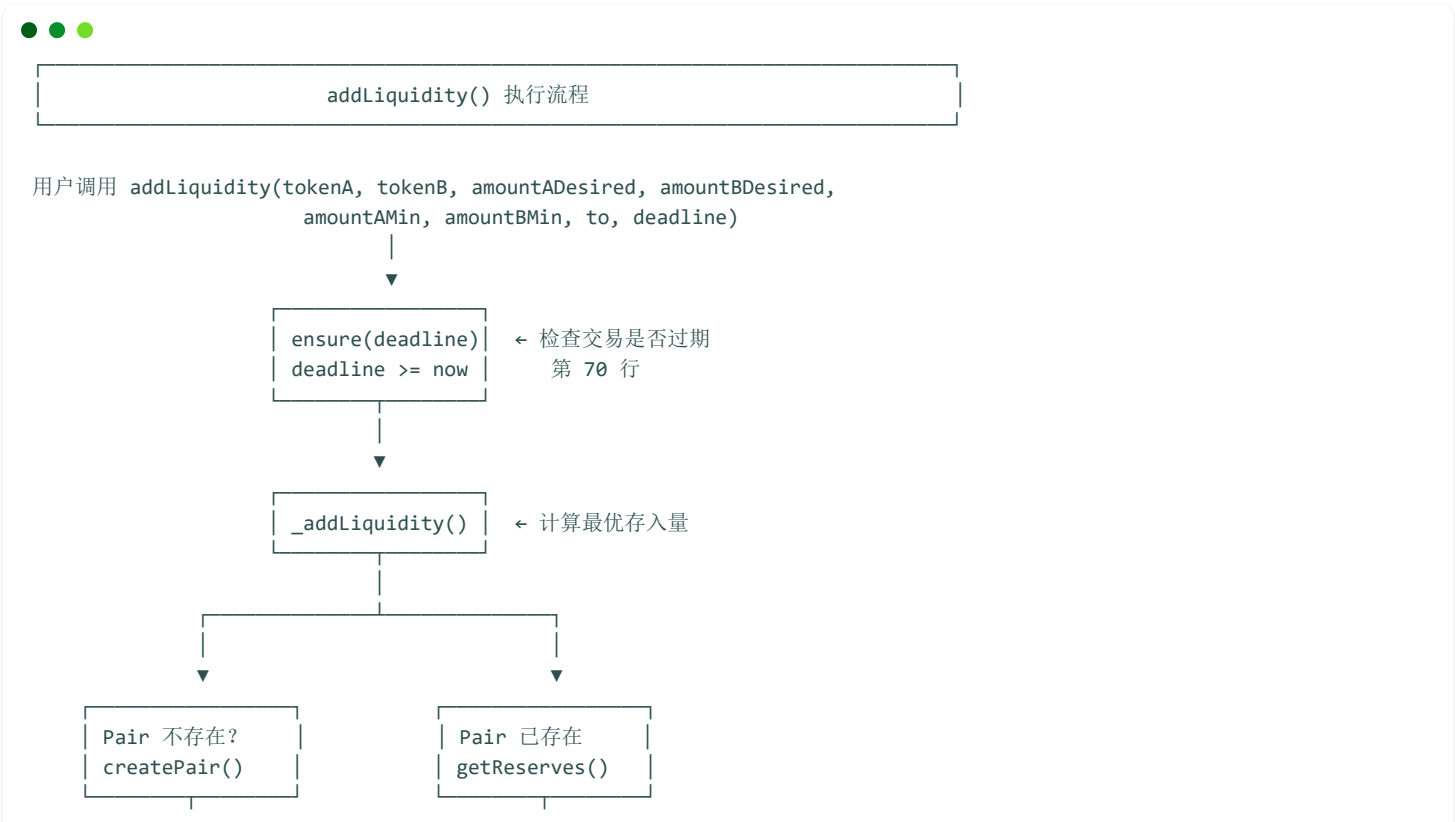 addLiquidity() 执行流程
用户调用 addLiquidity(tokenA, tokenB, amountADesired, amountBDesired,
amountAMin, amountBMin, to, deadline)
ensure(deadline) ← 检查交易是否过期
deadline >= now 第 70 行
_addLiquidity() ← 计算最优存入量
Pair 不存在? Pair 已存在
createPair() getReserves()